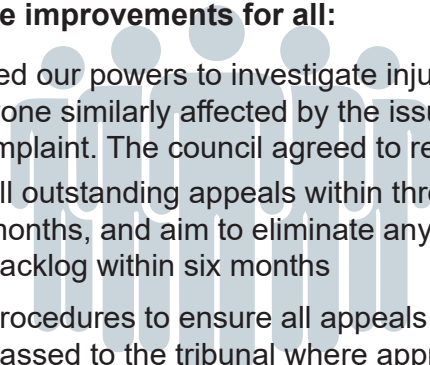 e improvements for all:
ed our powers to investigate inju
one similarly affected by the issu
mplaint. The council agreed to re
ll outstanding appeals within thr
months, and aim to eliminate any
acklog within six months
rocedures to ensure all appeals
assed to the tribunal where appr